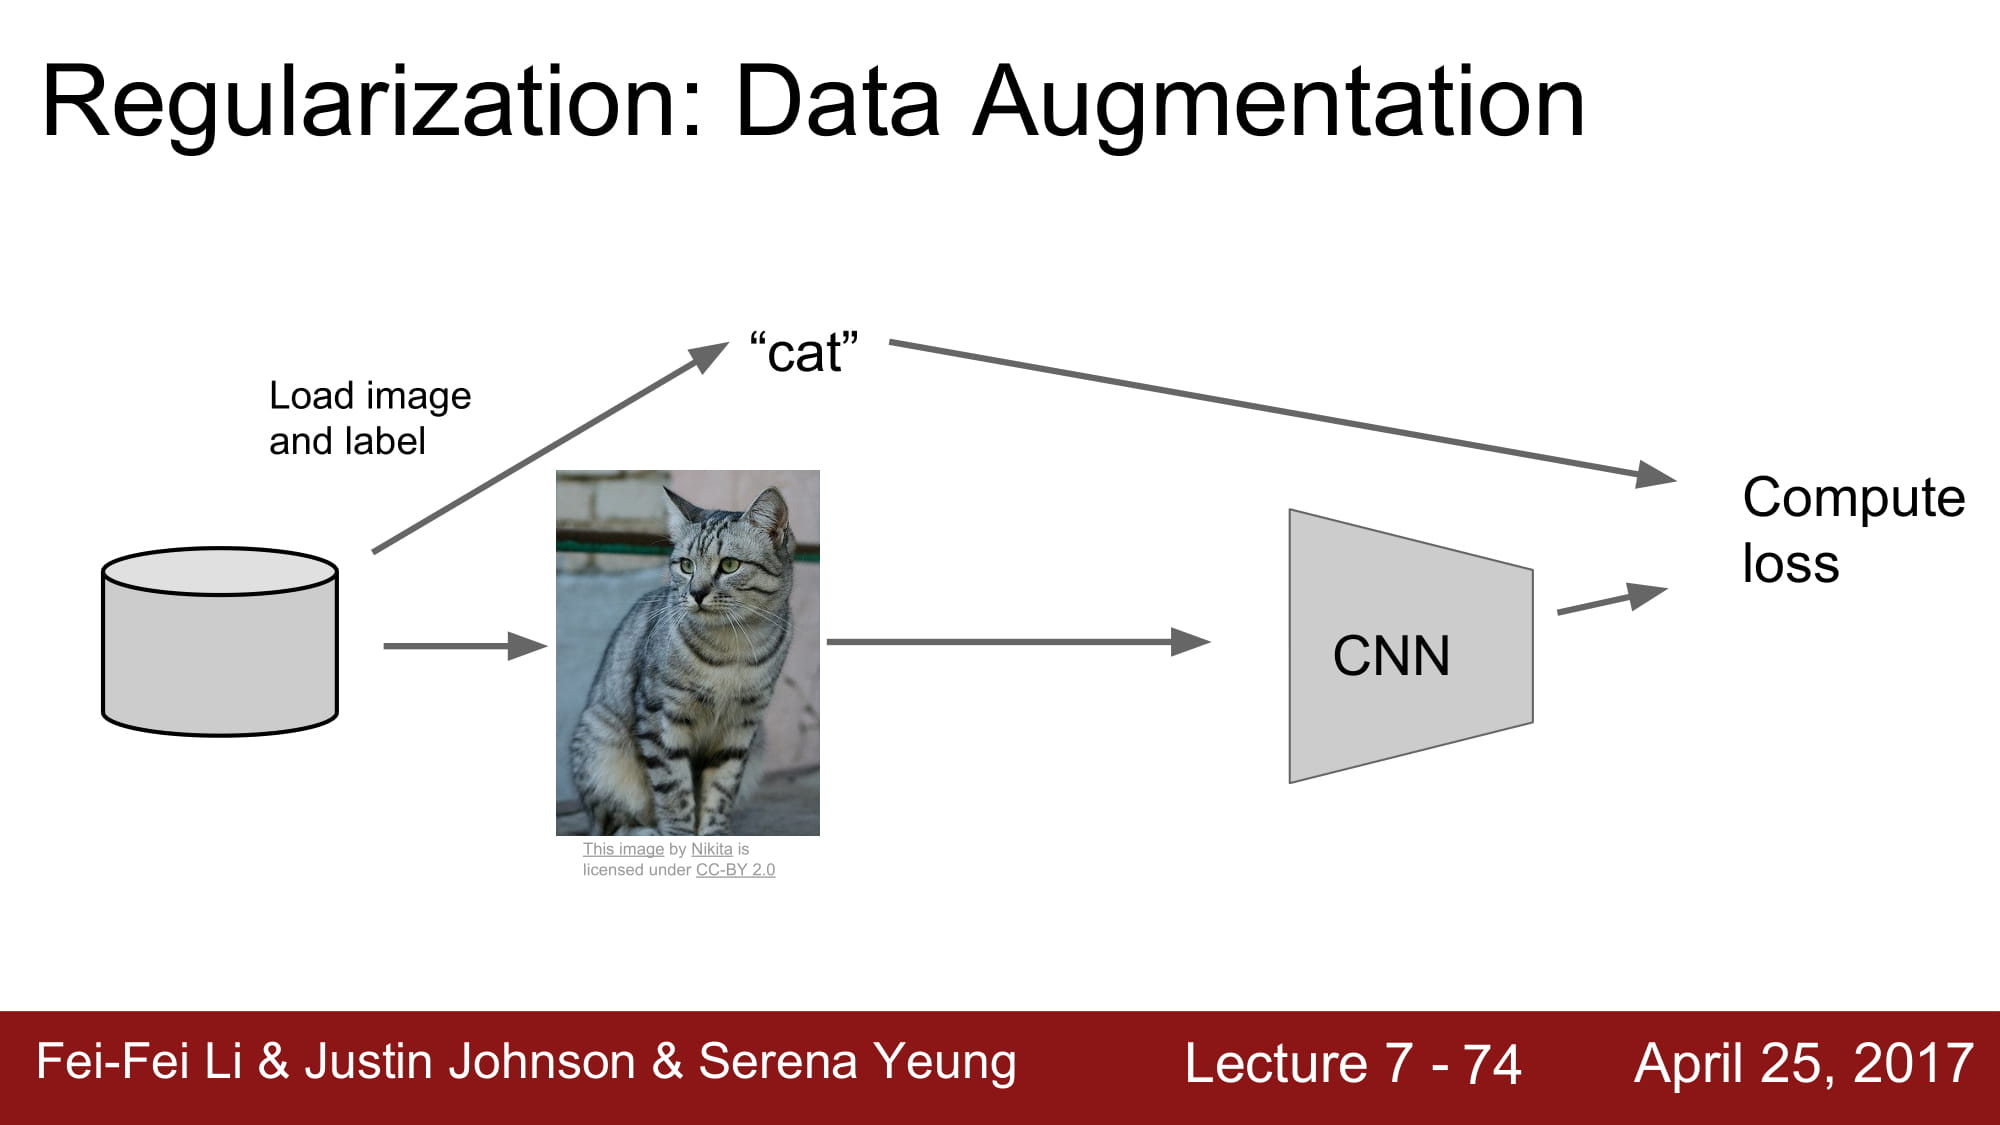 Regularization: Data Augmentation
“cat”
Load image
and label
Compute
loss
CNN
This image by Nikita is
licensed under CC-BY 2.0
Fei-Fei Li & Justin Johnson & Serena Yeung
Lecture 7 - 74
April 25, 2017